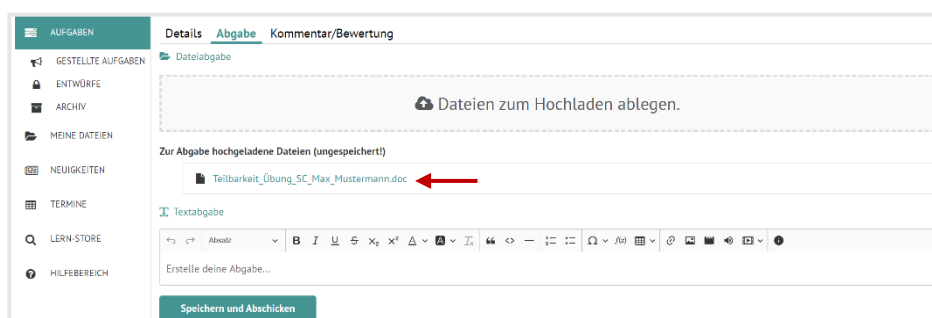 AUFGABEN
GESTELLTE AUFGABEN
ENTWÜRFE
ARCHIV
MEINE DATEIEN
NEUIGKEITEN
TERMINE
LERN-STORE
HILFEBEREICH
Details Abgabe Kommentar/Bewertung
Dateiabgabe
Dateien zum Hochladen ablegen.
Zur Abgabe hochgeladene Dateien (ungespeichert!)
Teilbarkeit_Übung_SC_Max_Mustermann.doc
Textabgabe
Absatz
Erstelle deine Abgabe...
Speichern und Abschicken